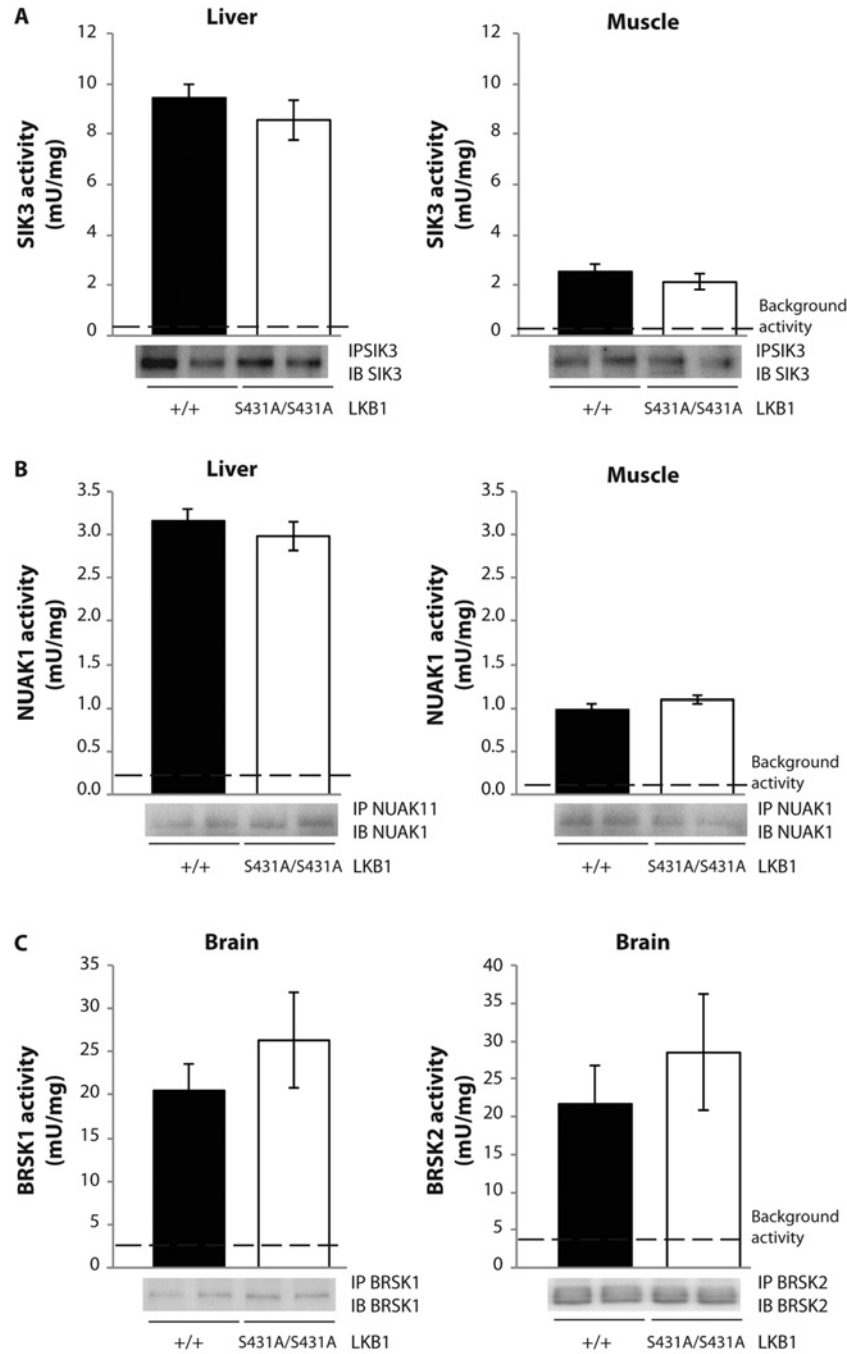 A
Liver
SIK3 activity
(mU/mg)
12
10
8
6
4
2
0
IPSIK3
IB SIK3
+/+
S431A/S431A
LKB1
Muscle
SIK3 activity
(mU/mg)
12
10
8
6
4
2
0
Background
activity
IPSIK3
IB SIK3
+/+
S431A/S431A
LKB1
B
Liver
NUAK1 activity
(mU/mg)
3.5
3.0
2.5
2.0
1.5
1.0
0.5
0.0
IP NUAK11
IB NUAK1
+/+
S431A/S431A
LKB1
Muscle
NUAK1 activity
(mU/mg)
3.5
3.0
2.5
2.0
1.5
1.0
0.5
0.0
Background
activity
IP NUAK1
IB NUAK1
+/+
S431A/S431A
LKB1
C
Brain
BRSK1 activity
(mU/mg)
35
30
25
20
15
10
5
0
IP BRSK1
IB BRSK1
+/+
S431A/S431A
LKB1
Brain
BRSK2 activity
(mU/mg)
40
35
30
25
20
15
10
5
0
Background
activity
IP BRSK2
IB BRSK2
+/+
S431A/S431A
LKB1